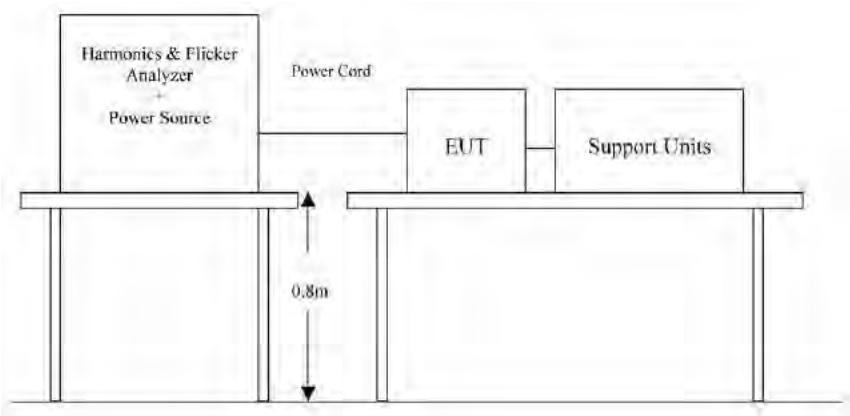 Harmonics & Flicker
Analyzer
+
Power Source
Power Cord
EUT
Support Units
0.8m